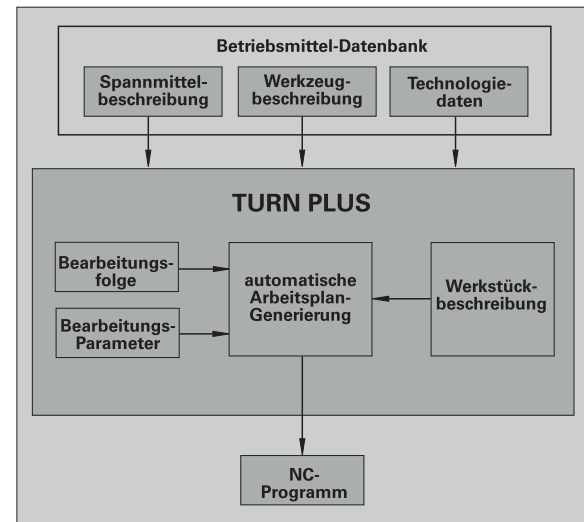 Betriebsmittel-Datenbank
Spannmittel-
beschreibung
Werkzeug-
beschreibung
Technologie-
daten
TURN PLUS
Bearbeitungs-
folge
Bearbeitungs-
Parameter
automatische
Arbeitsplan-
Generierung
Werkstück-
beschreibung
NC-
Programm